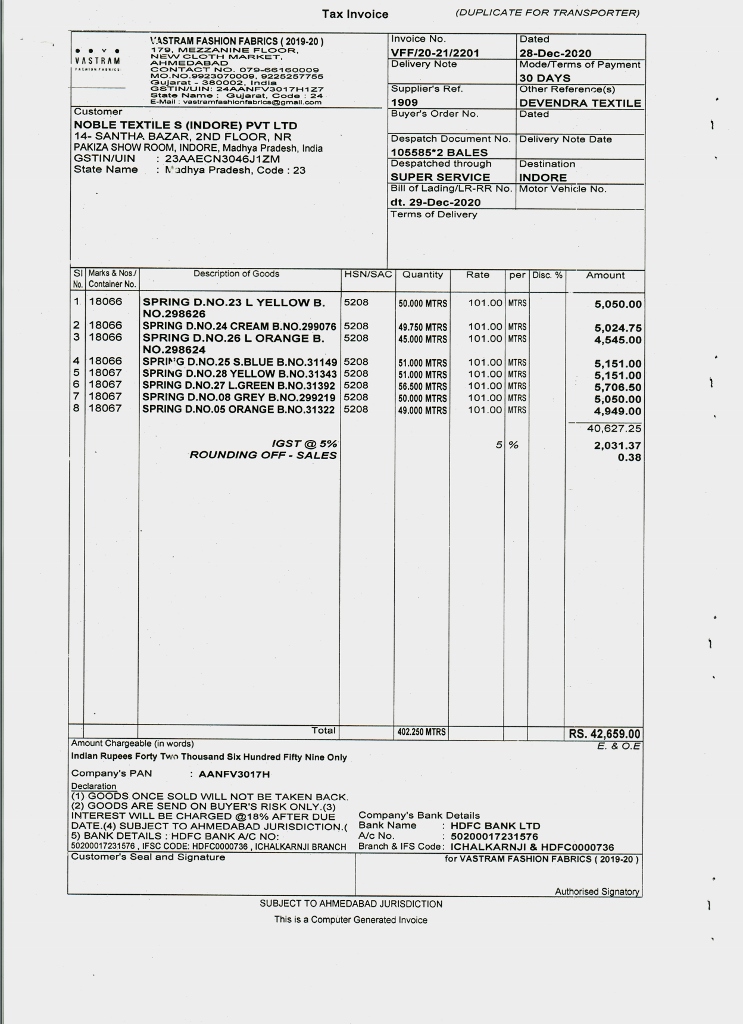 Tax Invoice
(DUPLICATE FOR TRANSPORTER)
VASTRAM
FASHION FABRICS
VASTRAM FASHION FABRICS ( 2019-20 )
179, MEZZANINE FLOOR,
NEW CLOTH MARKET,
AHMEDABAD
CONTACT NO. 079-66160009
MO.NO.9923070009, 9225257755
Gujarat - 380002, India
GSTIN/UIN: 24AANFV3017H1Z7
State Name : Gujarat, Code : 24
E-Mail : vastramfashionfabrics@gmail.com
Invoice No.
VFF/20-21/2201
Dated
28-Dec-2020
Delivery Note
Mode/Terms of Payment
30 DAYS
Supplier's Ref.
1909
Other Reference(s)
DEVENDRA TEXTILE
Customer
NOBLE TEXTILE S (INDORE) PVT LTD
14- SANTHA BAZAR, 2ND FLOOR, NR
PAKIZA SHOW ROOM, INDORE, Madhya Pradesh, India
GSTIN/UIN : 23AAECN3046J1ZM
State Name : Madhya Pradesh, Code : 23
Buyer's Order No.
Dated
Despatch Document No.
105585*2 BALES
Delivery Note Date
Despatched through
SUPER SERVICE
Destination
INDORE
Bill of Lading/LR-RR No.
dt. 29-Dec-2020
Motor Vehicle No.
Terms of Delivery
Sl No. Marks & Nos./ Container No. Description of Goods HSN/SAC Quantity Rate per Disc. % Amount
1 18066 SPRING D.NO.23 L YELLOW B. 5208 50.000 MTRS 101.00 MTRS 5,050.00
NO.298626
2 18066 SPRING D.NO.24 CREAM B.NO.299076 5208 49.750 MTRS 101.00 MTRS 5,024.75
3 18066 SPRING D.NO.26 L ORANGE B. 5208 45.000 MTRS 101.00 MTRS 4,545.00
NO.298624
4 18066 SPRING D.NO.25 S.BLUE B.NO.31149 5208 51.000 MTRS 101.00 MTRS 5,151.00
5 18067 SPRING D.NO.28 YELLOW B.NO.31343 5208 51.000 MTRS 101.00 MTRS 5,151.00
6 18067 SPRING D.NO.27 L.GREEN B.NO.31392 5208 56.500 MTRS 101.00 MTRS 5,706.50
7 18067 SPRING D.NO.08 GREY B.NO.299219 5208 50.000 MTRS 101.00 MTRS 5,050.00
8 18067 SPRING D.NO.05 ORANGE B.NO.31322 5208 49.000 MTRS 101.00 MTRS 4,949.00
40,627.25
IGST @ 5% 5 % 2,031.37
ROUNDING OFF - SALES 0.38
Total 402.250 MTRS RS. 42,659.00
Amount Chargeable (in words) E. & O.E
Indian Rupees Forty Two Thousand Six Hundred Fifty Nine Only
Company's PAN : AANFV3017H
Declaration
(1) GOODS ONCE SOLD WILL NOT BE TAKEN BACK.
(2) GOODS ARE SEND ON BUYER'S RISK ONLY.(3)
INTEREST WILL BE CHARGED @18% AFTER DUE
DATE.(4) SUBJECT TO AHMEDABAD JURISDICTION.(
5) BANK DETAILS : HDFC BANK A/C NO:
50200017231576 , IFSC CODE: HDFC0000736 , ICHALKARNJI BRANCH
Company's Bank Details
Bank Name : HDFC BANK LTD
A/c No. : 50200017231576
Branch & IFS Code: ICHALKARNJI & HDFC0000736
Customer's Seal and Signature
for VASTRAM FASHION FABRICS ( 2019-20 )
Authorised Signatory
SUBJECT TO AHMEDABAD JURISDICTION
This is a Computer Generated Invoice